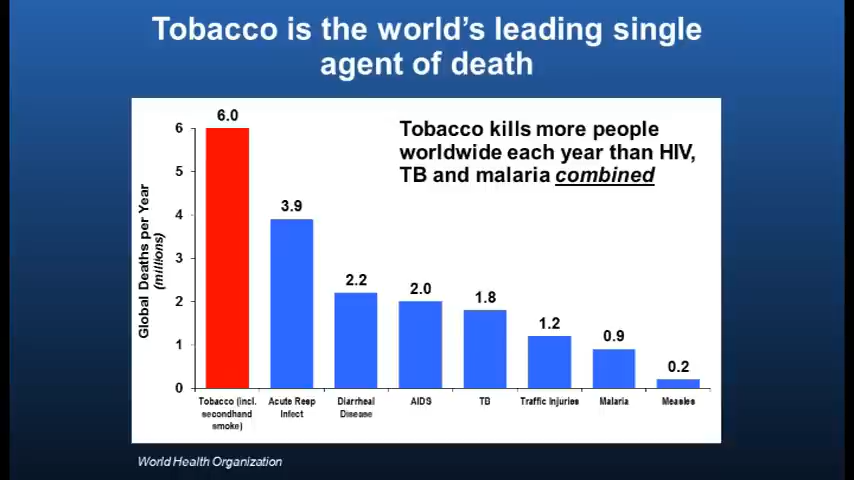 Tobacco is the world's leading single
agent of death
Tobacco kills more people
worldwide each year than HIV,
TB and malaria combined
Global Deaths per Year
(millions)
6
5
4
3
2
1
0
6.0
3.9
2.2
2.0
1.8
1.2
0.9
0.2
Tobacco (incl.
secondhand
smoke)
Acute Resp
Infect
Diarrheal
Disease
AIDS
TB
Traffic Injuries
Malaria
Measles
World Health Organization